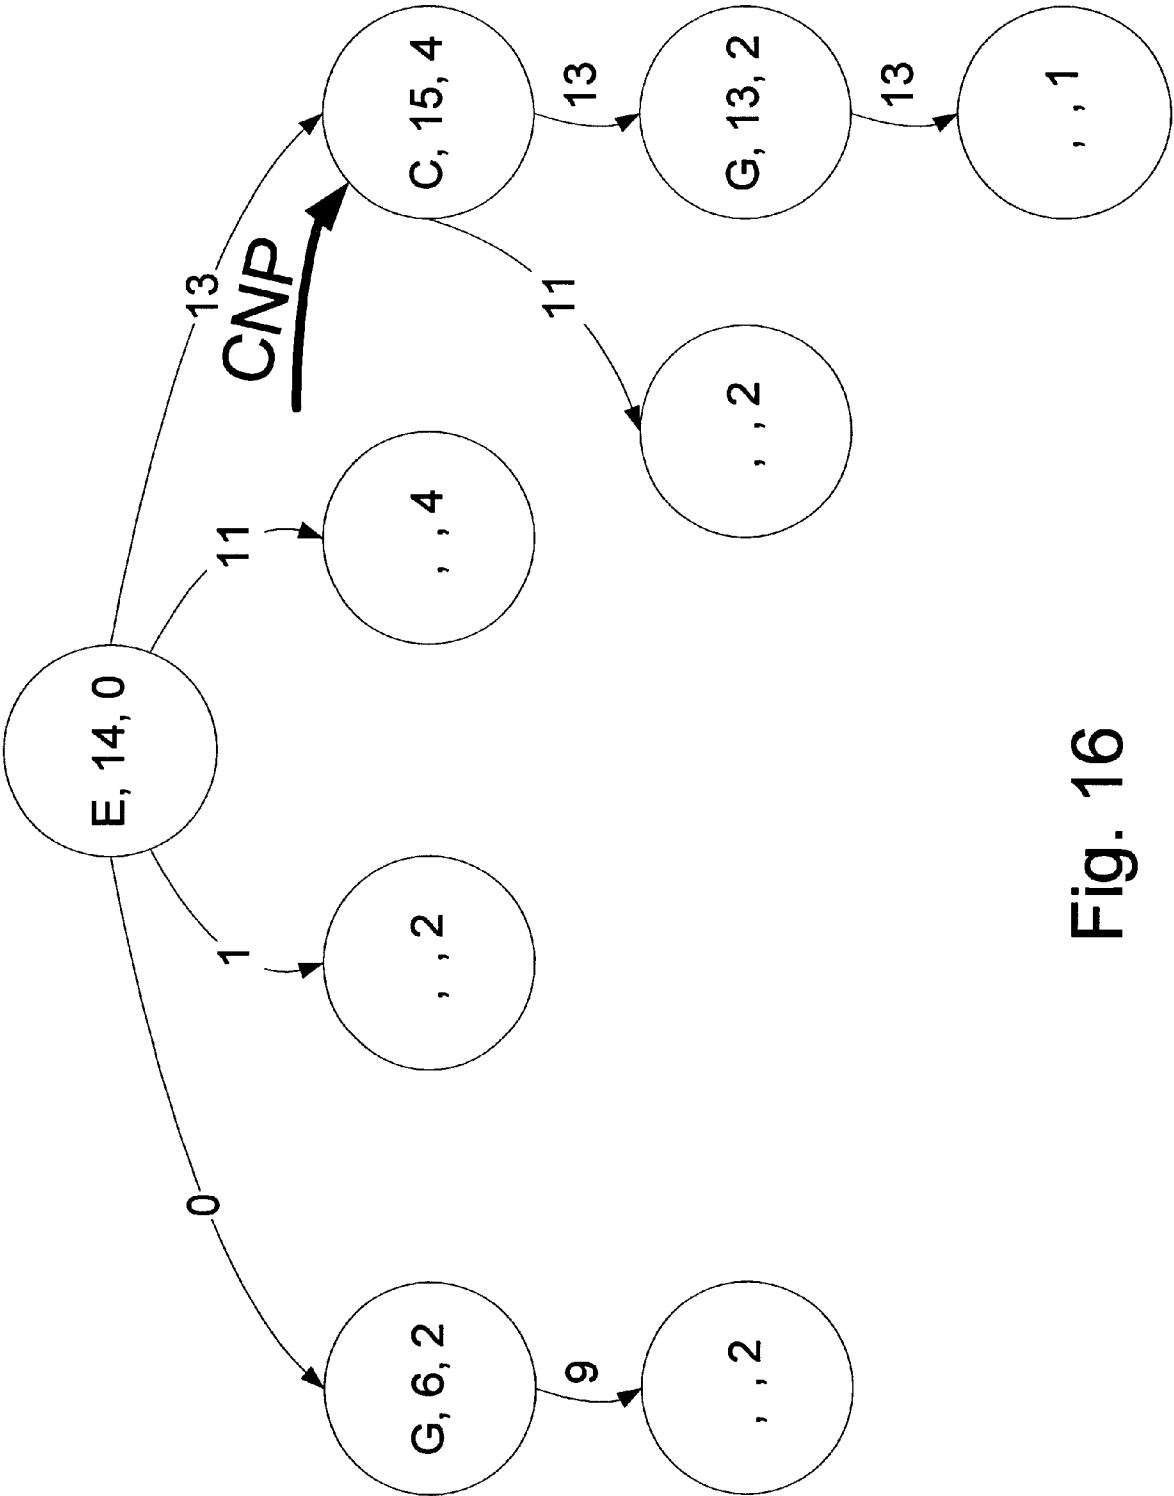 E, 14, 0
0
1
11
13
CNP
G, 6, 2
, , 2
, , 4
C, 15, 4
9
11
13
, , 2
, , 2
G, 13, 2
13
, , 1
Fig. 16